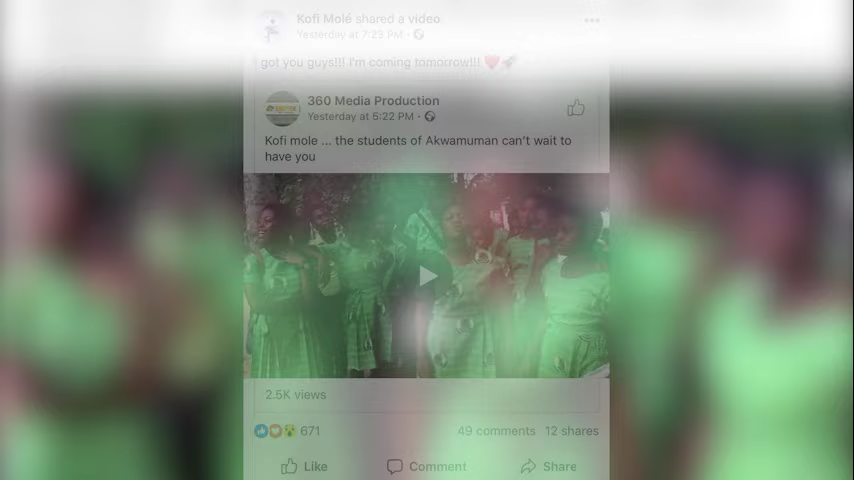 Kofi Molé shared a video
Yesterday at 7:23 PM ·
got you guys!!! I'm coming tomorrow!!! ❤️🚀
360 Media Production
Yesterday at 5:22 PM ·
Kofi mole ... the students of Akwamuman can't wait to
have you
2.5K views
671 49 comments 12 shares
Like Comment Share